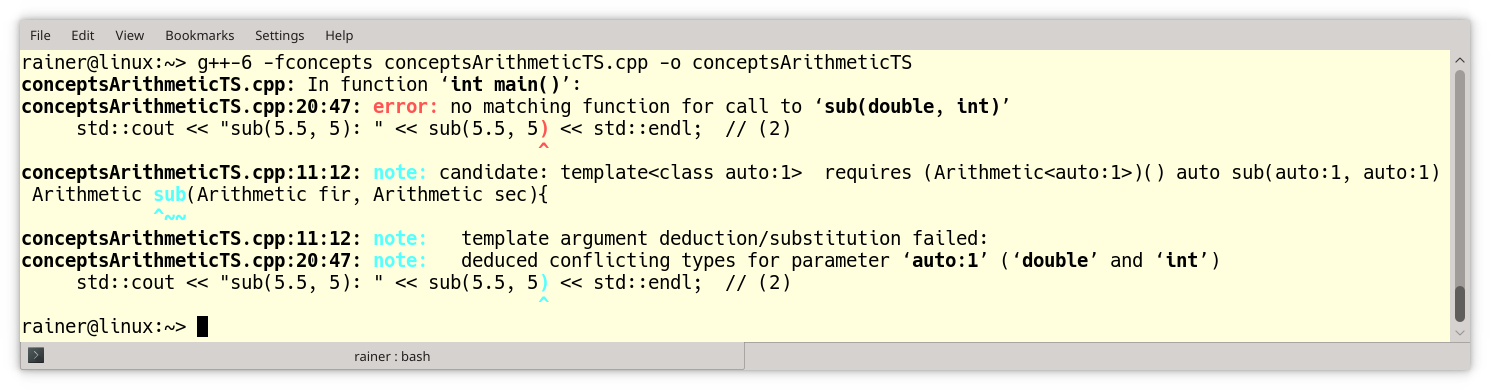 File Edit View Bookmarks Settings Help
rainer@linux:~> g++-6 -fconcepts conceptsArithmeticTS.cpp -o conceptsArithmeticTS
conceptsArithmeticTS.cpp: In function ‘int main()’:
conceptsArithmeticTS.cpp:20:47: error: no matching function for call to ‘sub(double, int)’
     std::cout << "sub(5.5, 5): " << sub(5.5, 5) << std::endl;  // (2)
                                               ^
conceptsArithmeticTS.cpp:11:12: note: candidate: template<class auto:1>  requires (Arithmetic<auto:1>)() auto sub(auto:1, auto:1)
 Arithmetic sub(Arithmetic fir, Arithmetic sec){
            ^~~
conceptsArithmeticTS.cpp:11:12: note:   template argument deduction/substitution failed:
conceptsArithmeticTS.cpp:20:47: note:   deduced conflicting types for parameter ‘auto:1’ (‘double’ and ‘int’)
     std::cout << "sub(5.5, 5): " << sub(5.5, 5) << std::endl;  // (2)
                                               ^
rainer@linux:~>
rainer : bash